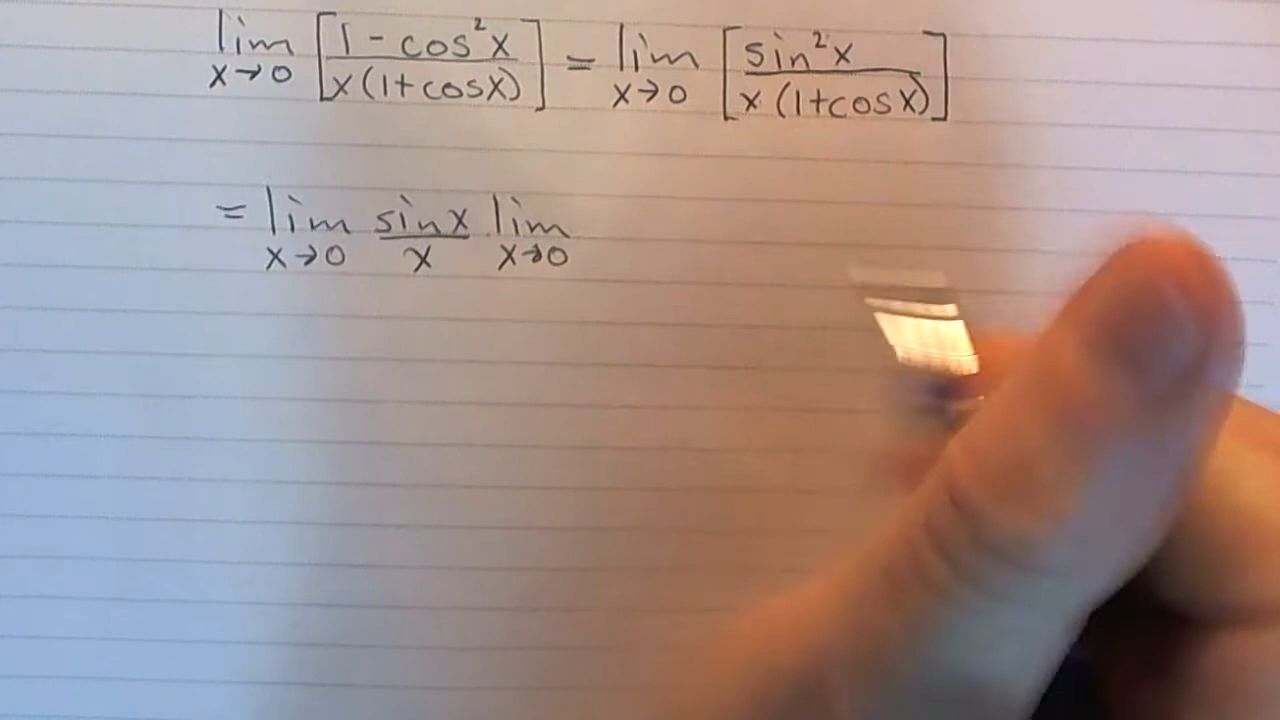 lim x→0 [1 - cos²x / x(1+cosx)] = lim x→0 [sin²x / x(1+cosx)]
= lim x→0 sinx / x lim x→0